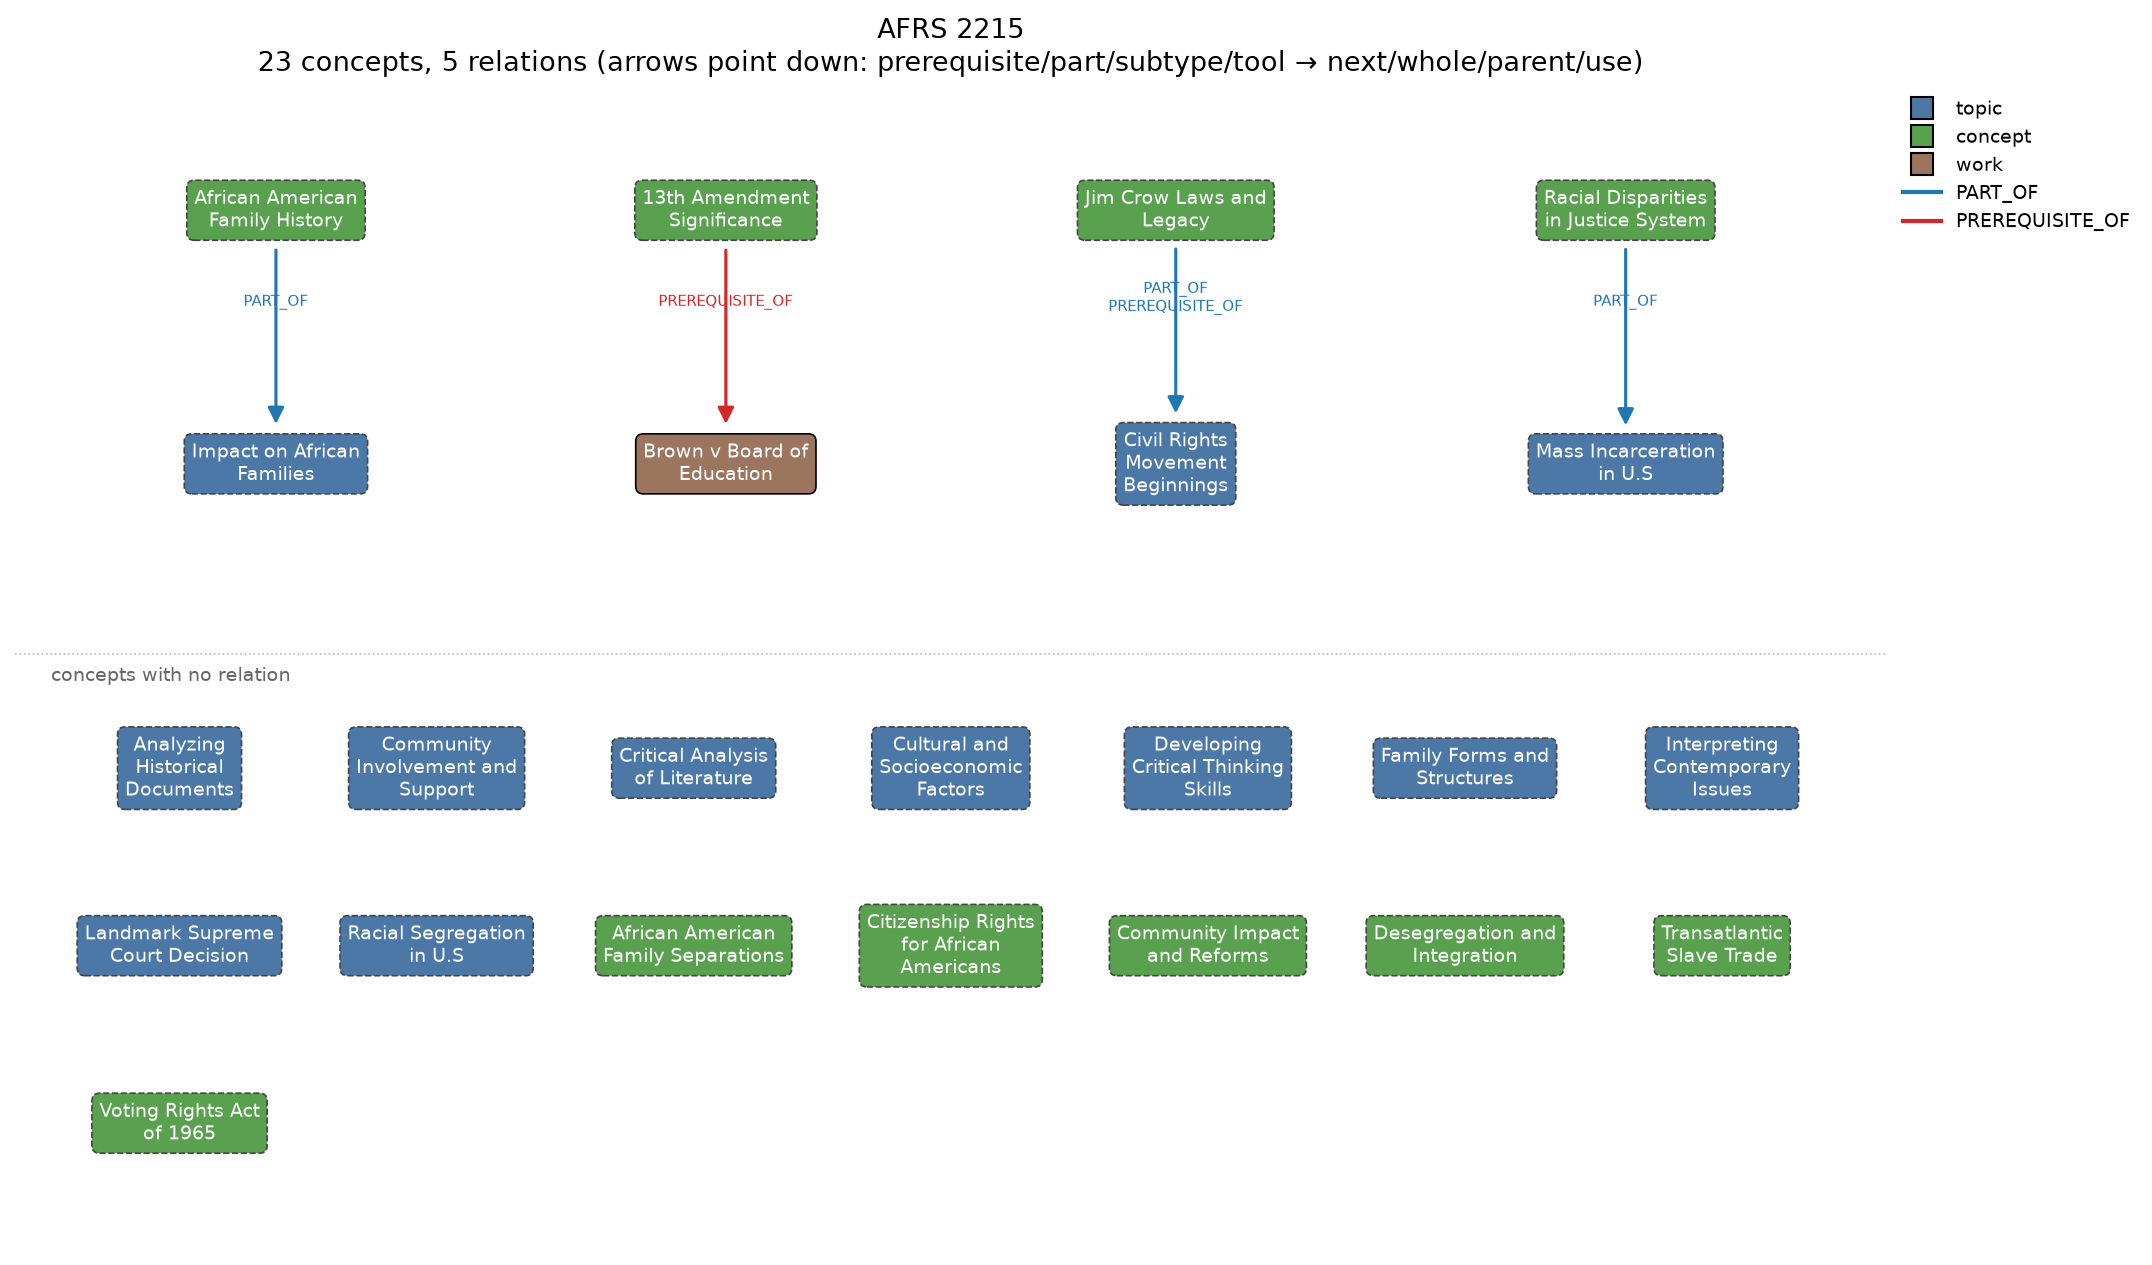 AFRS 2215
23 concepts, 5 relations (arrows point down: prerequisite/part/subtype/tool → next/whole/parent/use)
topic
concept
work
PART_OF
PREREQUISITE_OF
African American
Family History
13th Amendment
Significance
Jim Crow Laws and
Legacy
Racial Disparities
in Justice System
PART_OF
PREREQUISITE_OF
PART_OF
PREREQUISITE_OF
PART_OF
Impact on African
Families
Brown v Board of
Education
Civil Rights
Movement
Beginnings
Mass Incarceration
in U.S
concepts with no relation
Analyzing
Historical
Documents
Community
Involvement and
Support
Critical Analysis
of Literature
Cultural and
Socioeconomic
Factors
Developing
Critical Thinking
Skills
Family Forms and
Structures
Interpreting
Contemporary
Issues
Landmark Supreme
Court Decision
Racial Segregation
in U.S
African American
Family Separations
Citizenship Rights
for African
Americans
Community Impact
and Reforms
Desegregation and
Integration
Transatlantic
Slave Trade
Voting Rights Act
of 1965